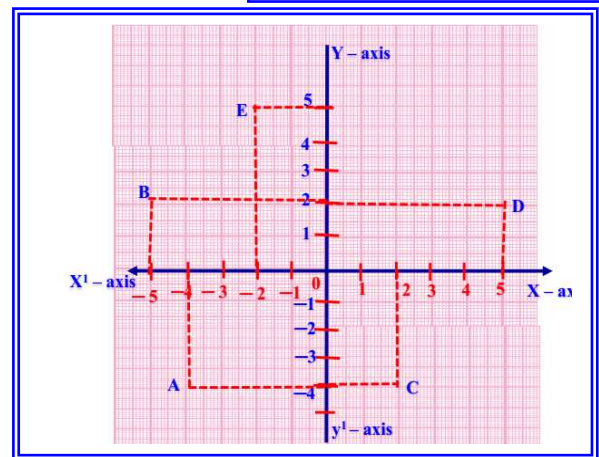 Y – axis
5
E
4
3
B
2
D
1
X¹ – axis
–5 –4 –3 –2 –1 0 1 2 3 4 5
X – ax
–1
–2
–3
A
–4
C
y¹ – axis